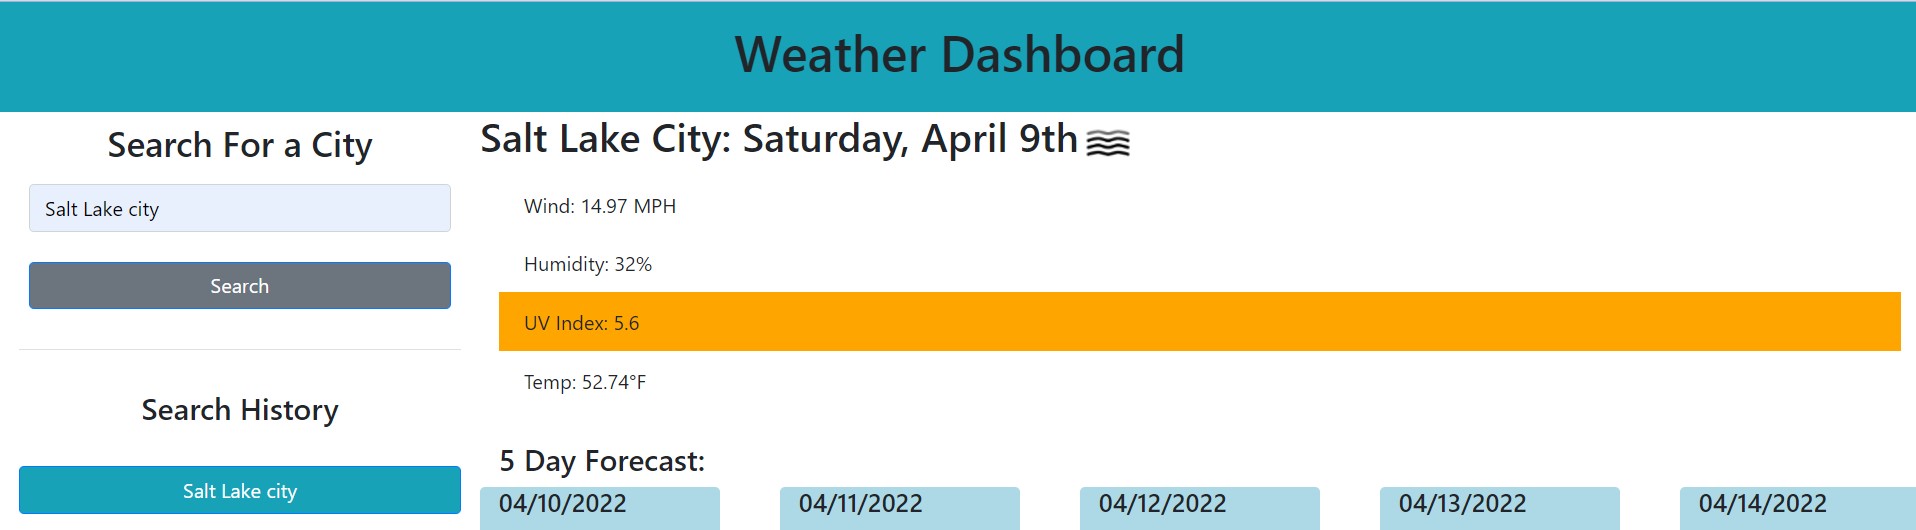 Weather Dashboard
Search For a City
Salt Lake city
Search
Search History
Salt Lake city
Salt Lake City: Saturday, April 9th
Wind: 14.97 MPH
Humidity: 32%
UV Index: 5.6
Temp: 52.74°F
5 Day Forecast:
04/10/2022 04/11/2022 04/12/2022 04/13/2022 04/14/2022